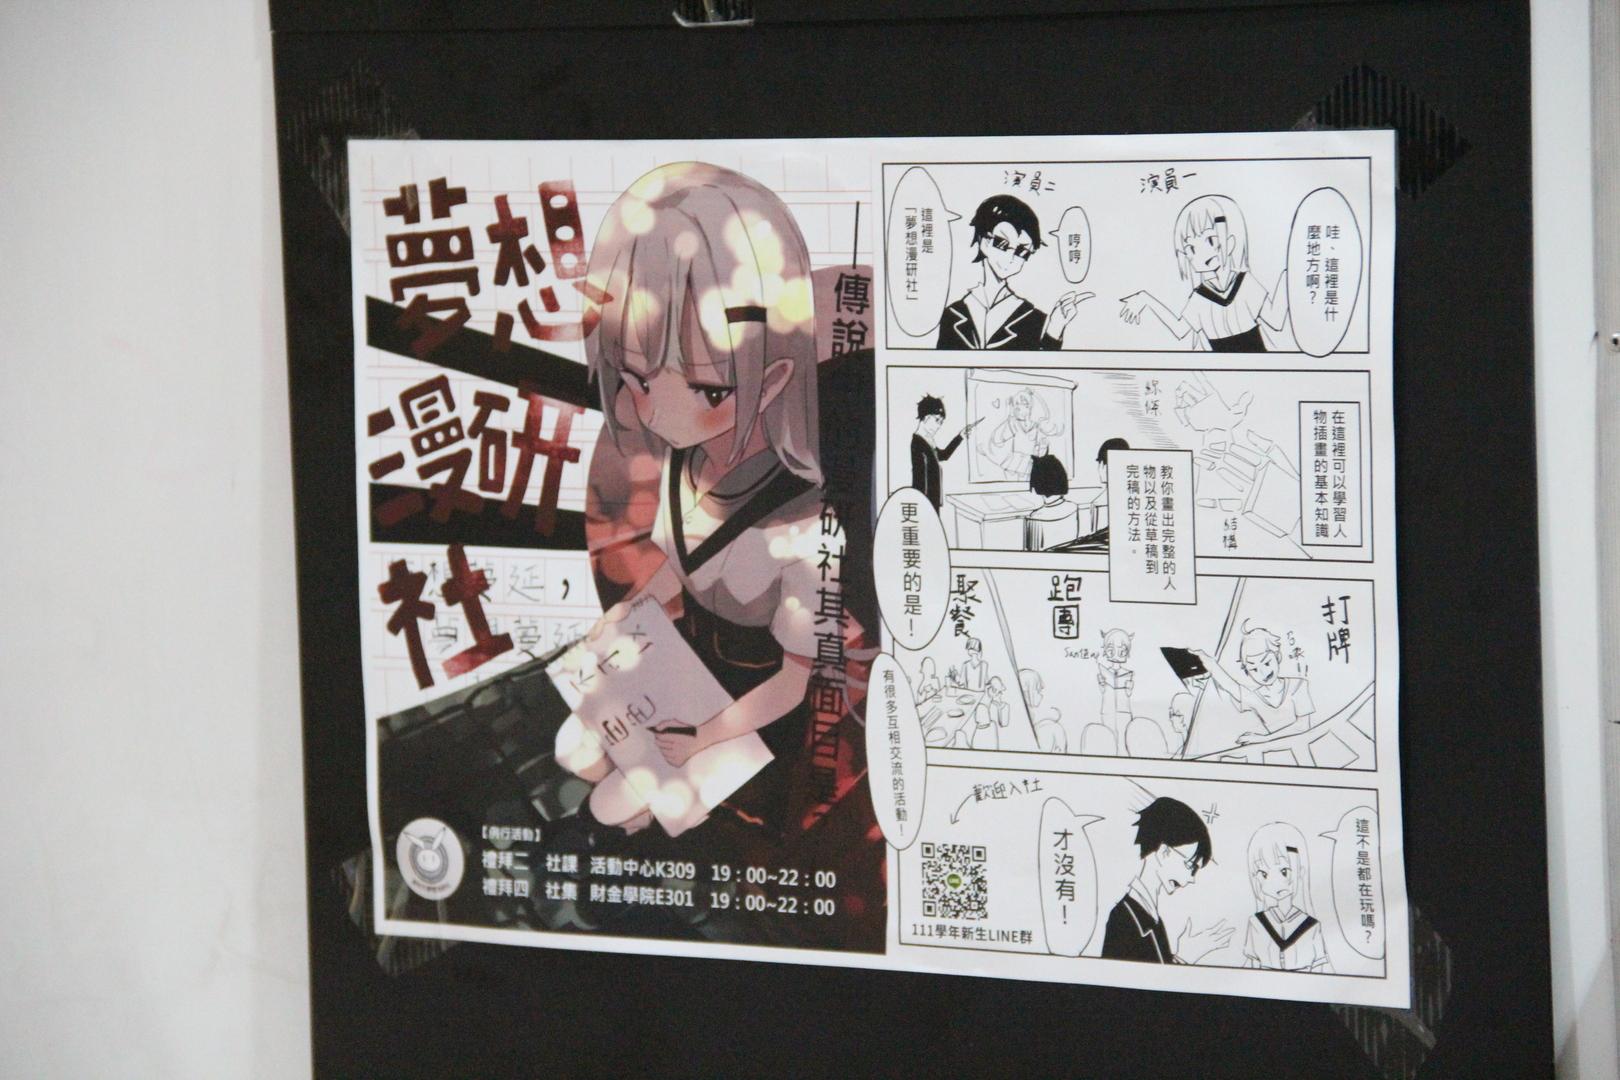 夢想
漫研
社
【例行活動】
禮拜二 社課 活動中心K309 19：00~22：00
禮拜四 社集 財金學院E301 19：00~22：00
演員一
哇、這裡是什
麼地方啊？
演員二
哼哼
這裡是
「夢想漫研社」
在這裡可以學習人
物插畫的基本知識
線條
結構
教你畫出完整的人
物以及從草稿到
完稿的方法。
更重要的是！
打牌
跑團
聚餐
有很多互相交流的活動！
這不是都在玩嗎？
才沒有！
歡迎入社
111學年新生LINE群